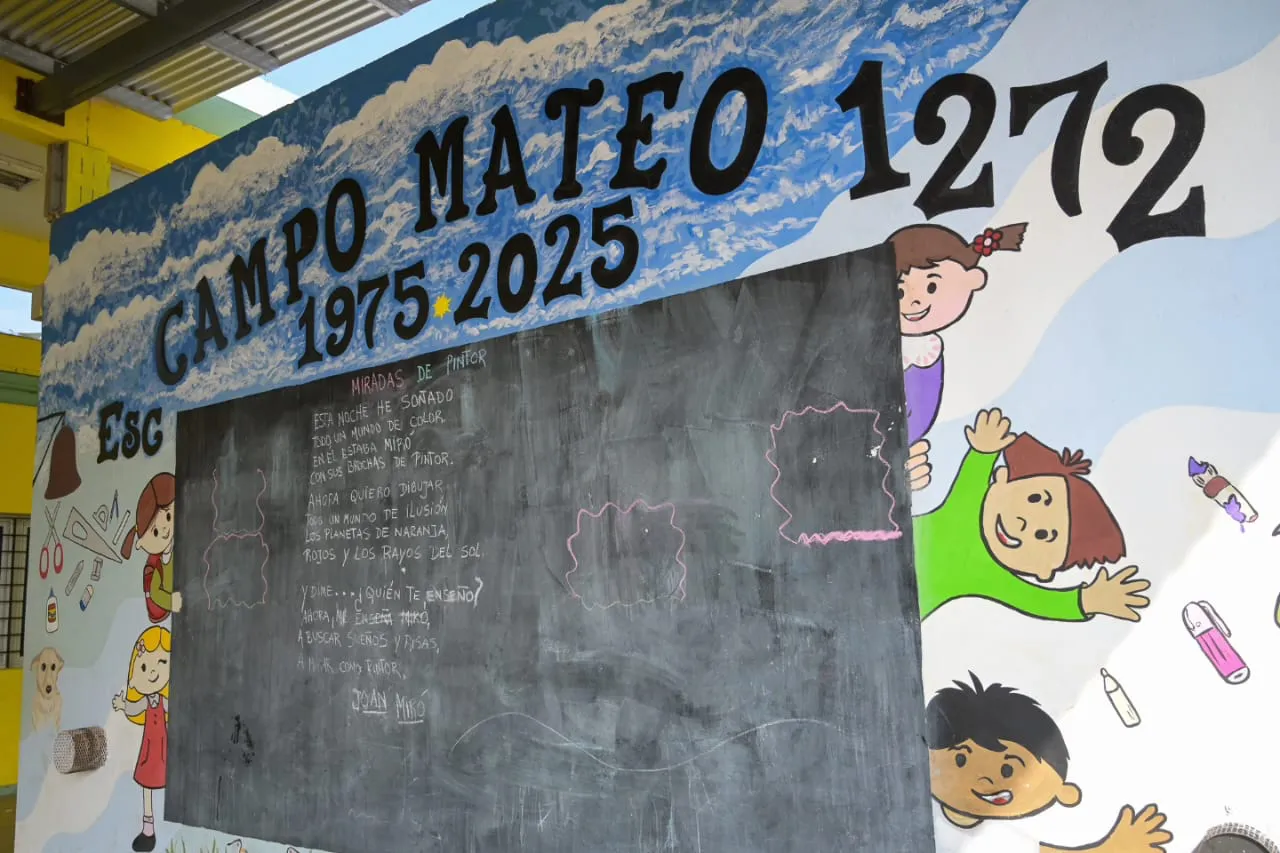 CAMPO MATEO 1272
1975 2025
Esc
MIRADAS DE PINTOR
ESTA NOCHE HE SOÑADO
TODO UN MUNDO DE COLOR.
EN EL ESTABA MIRÓ
CON SUS BROCHAS DE PINTOR.
AHORA QUIERO DIBUJAR
TODO UN MUNDO DE ILUSIÓN
LOS PLANETAS DE NARANJA,
ROJOS Y LOS RAYOS DEL SOL.
Y DIME... ¿QUIÉN TE ENSEÑO?
AHORA, ME ENSEÑA MIRÓ,
A BUSCAR SUEÑOS Y RISAS,
A MIRAR COMO PINTOR.
JOAN MIRÓ